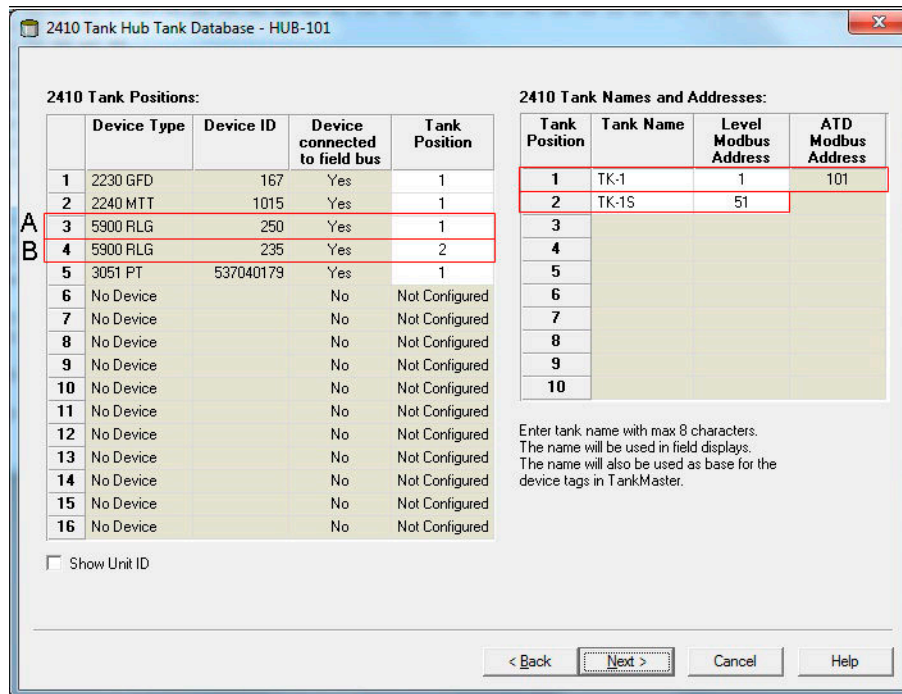 2410 Tank Hub Tank Database - HUB-101
2410 Tank Positions:
Device Type Device ID Device connected to field bus Tank Position
1 2230 GFD 167 Yes 1
2 2240 MTT 1015 Yes 1
A 3 5900 RLG 250 Yes 1
B 4 5900 RLG 235 Yes 2
5 3051 PT 537040179 Yes 1
6 No Device No Not Configured
7 No Device No Not Configured
8 No Device No Not Configured
9 No Device No Not Configured
10 No Device No Not Configured
11 No Device No Not Configured
12 No Device No Not Configured
13 No Device No Not Configured
14 No Device No Not Configured
15 No Device No Not Configured
16 No Device No Not Configured
Show Unit ID
2410 Tank Names and Addresses:
Tank Position Tank Name Level Modbus Address ATD Modbus Address
1 TK-1 1 101
2 TK-1S 51
3
4
5
6
7
8
9
10
Enter tank name with max 8 characters.
The name will be used in field displays.
The name will also be used as base for the
device tags in TankMaster.
< Back Next > Cancel Help